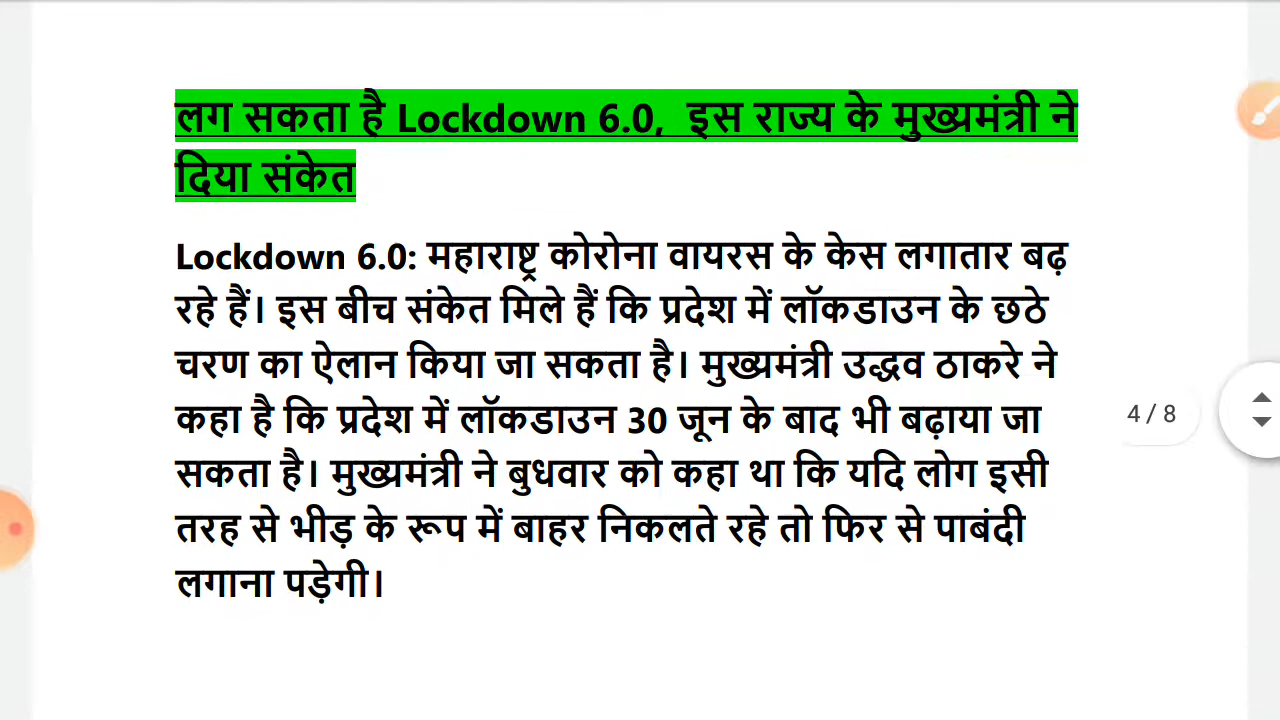 लग सकता है Lockdown 6.0, इस राज्य के मुख्यमंत्री ने
दिया संकेत
Lockdown 6.0: महाराष्ट्र कोरोना वायरस के केस लगातार बढ़
रहे हैं। इस बीच संकेत मिले हैं कि प्रदेश में लॉकडाउन के छठे
चरण का ऐलान किया जा सकता है। मुख्यमंत्री उद्धव ठाकरे ने
कहा है कि प्रदेश में लॉकडाउन 30 जून के बाद भी बढ़ाया जा
सकता है। मुख्यमंत्री ने बुधवार को कहा था कि यदि लोग इसी
तरह से भीड़ के रूप में बाहर निकलते रहे तो फिर से पाबंदी
लगाना पड़ेगी।
4 / 8